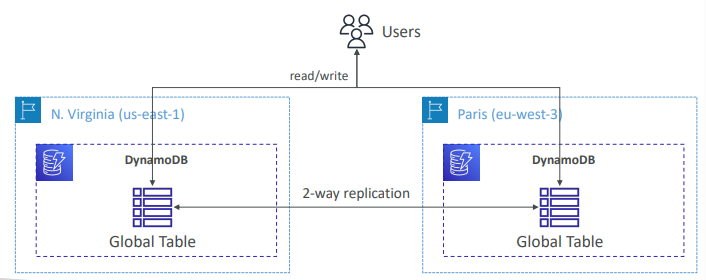 Users
read/write
N. Virginia (us-east-1)
Paris (eu-west-3)
DynamoDB
DynamoDB
2-way replication
Global Table
Global Table